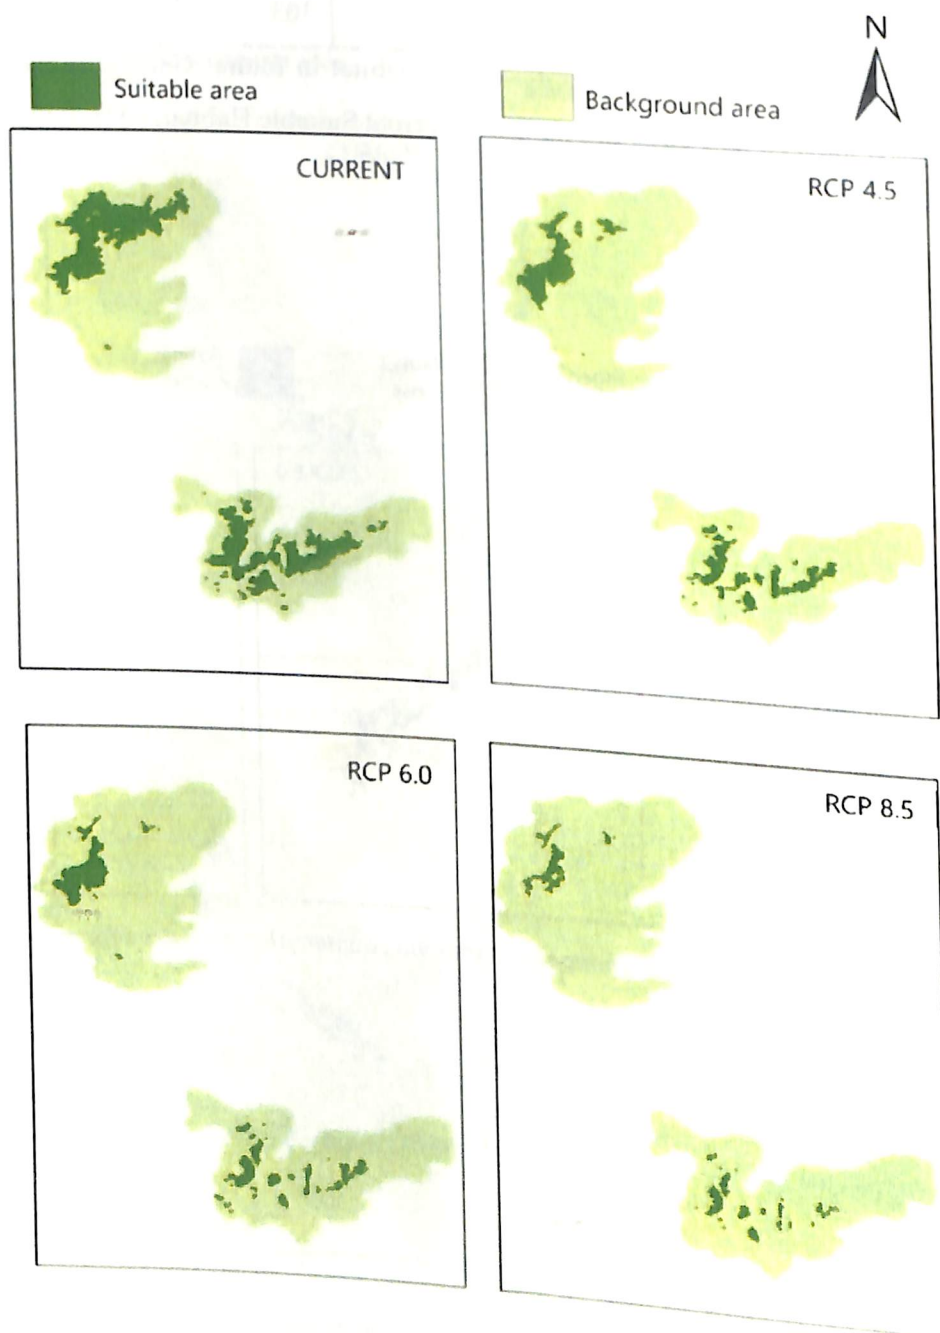 N
Suitable area
Background area
CURRENT
RCP 4.5
RCP 6.0
RCP 8.5